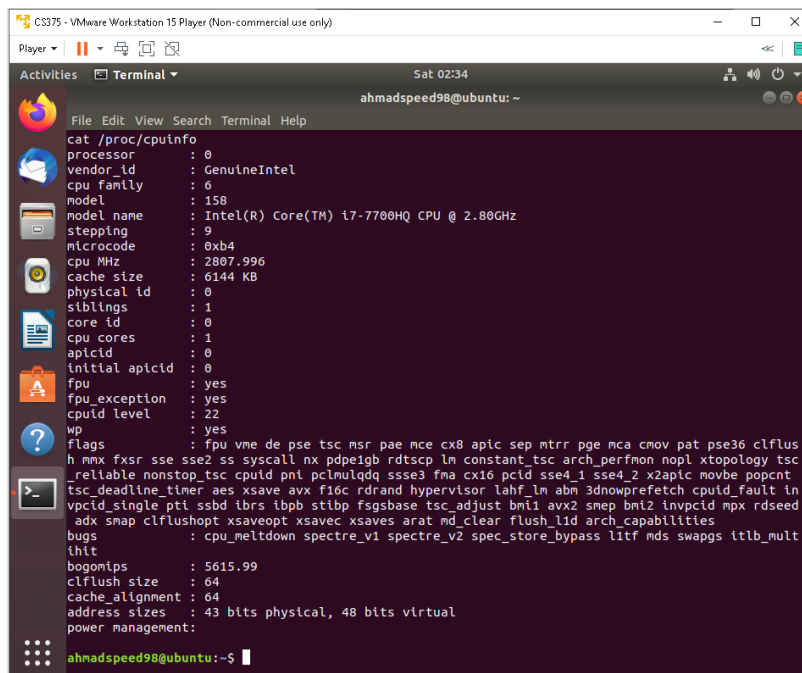 CS375 - VMware Workstation 15 Player (Non-commercial use only)
Player
Activities Terminal Sat 02:34
ahmadspeed98@ubuntu: ~
File Edit View Search Terminal Help
cat /proc/cpuinfo
processor : 0
vendor_id : GenuineIntel
cpu family : 6
model : 158
model name : Intel(R) Core(TM) i7-7700HQ CPU @ 2.80GHz
stepping : 9
microcode : 0xb4
cpu MHz : 2807.996
cache size : 6144 KB
physical id : 0
siblings : 1
core id : 0
cpu cores : 1
apicid : 0
initial apicid : 0
fpu : yes
fpu_exception : yes
cpuid level : 22
wp : yes
flags : fpu vme de pse tsc msr pae mce cx8 apic sep mtrr pge mca cmov pat pse36 clflus
h mmx fxsr sse sse2 ss syscall nx pdpe1gb rdtscp lm constant_tsc arch_perfmon nopl xtopology tsc
_reliable nonstop_tsc cpuid pni pclmulqdq ssse3 fma cx16 pcid sse4_1 sse4_2 x2apic movbe popcnt
tsc_deadline_timer aes xsave avx f16c rdrand hypervisor lahf_lm abm 3dnowprefetch cpuid_fault in
vpcid_single pti ssbd ibrs ibpb stibp fsgsbase tsc_adjust bmi1 avx2 smep bmi2 invpcid mpx rdseed
adx smap clflushopt xsaveopt xsavec xsaves arat md_clear flush_l1d arch_capabilities
bugs : cpu_meltdown spectre_v1 spectre_v2 spec_store_bypass l1tf mds swapgs itlb_mult
ihit
bogomips : 5615.99
clflush size : 64
cache_alignment : 64
address sizes : 43 bits physical, 48 bits virtual
power management:
ahmadspeed98@ubuntu:~$